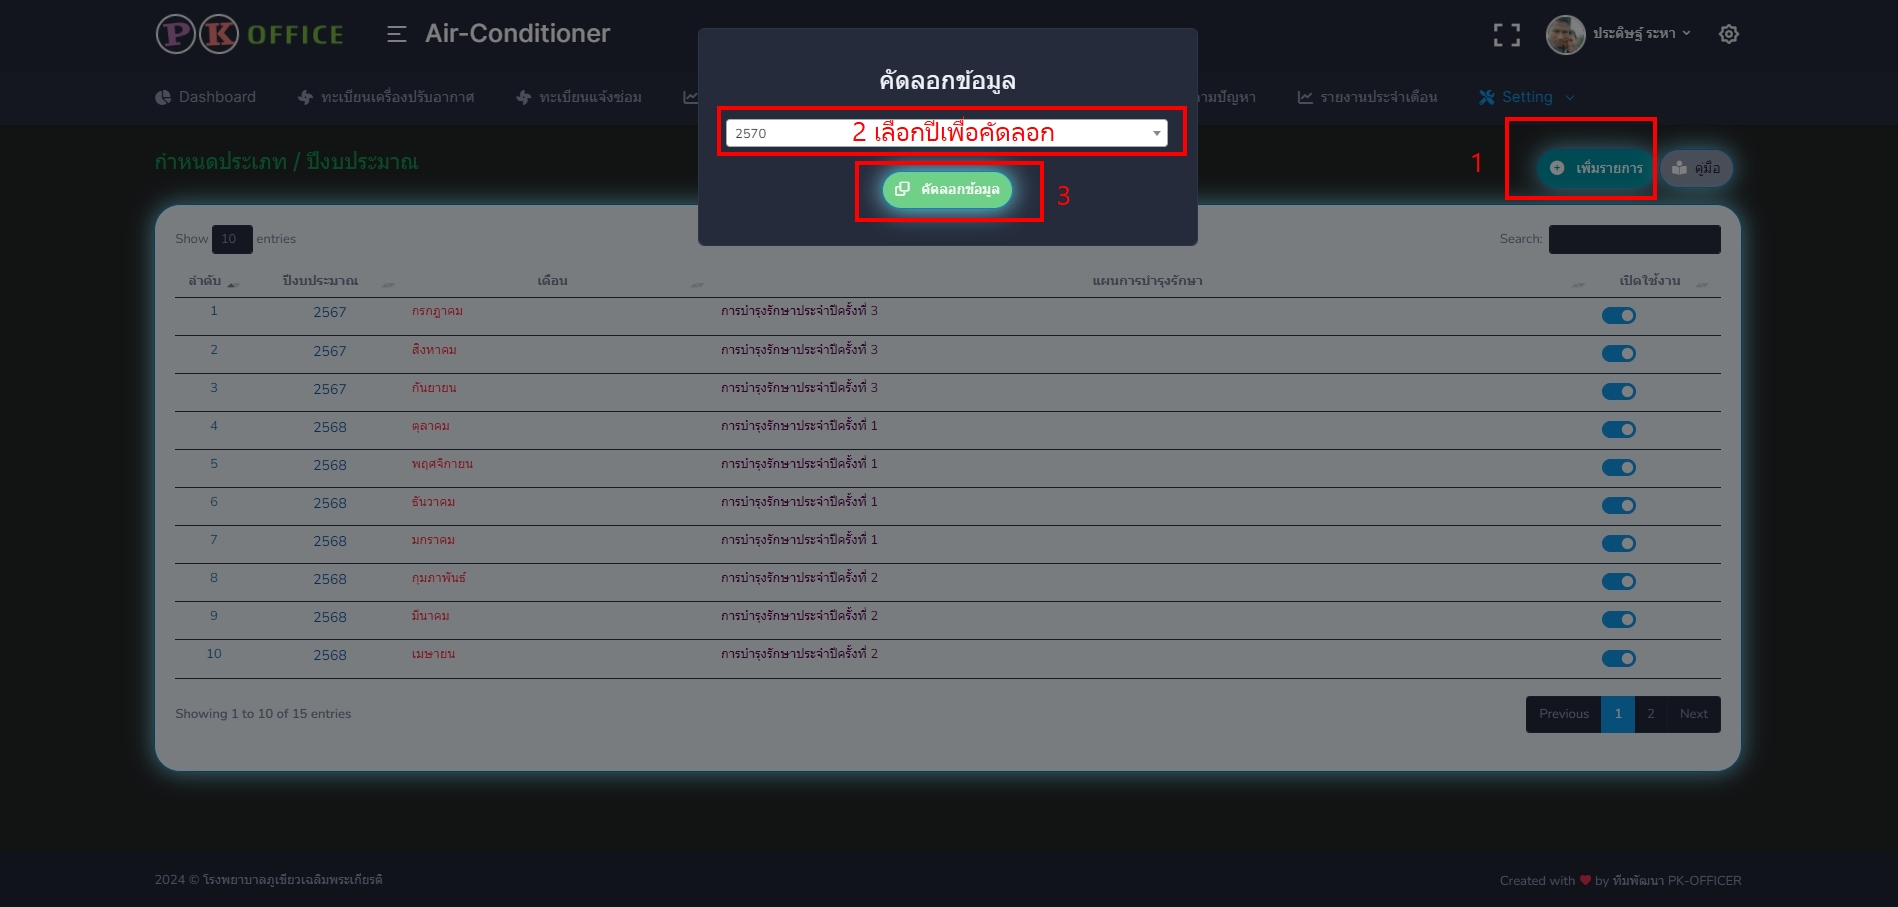 PK OFFICE
Air-Conditioner
ประดิษฐ์ ระหา
Dashboard
ทะเบียนเครื่องปรับอากาศ
ทะเบียนแจ้งซ่อม
รายงานประจำเดือน
Setting
คัดลอกข้อมูล
2570
2 เลือกปีเพื่อคัดลอก
คัดลอกข้อมูล
3
กำหนดประเภท / ปีงบประมาณ
1
เพิ่มรายการ
คู่มือ
Show 10 entries
Search:
ลำดับ ปีงบประมาณ เดือน แผนการบำรุงรักษา เปิดใช้งาน
1 2567 กรกฎาคม การบำรุงรักษาประจำปีครั้งที่ 3
2 2567 สิงหาคม การบำรุงรักษาประจำปีครั้งที่ 3
3 2567 กันยายน การบำรุงรักษาประจำปีครั้งที่ 3
4 2568 ตุลาคม การบำรุงรักษาประจำปีครั้งที่ 1
5 2568 พฤศจิกายน การบำรุงรักษาประจำปีครั้งที่ 1
6 2568 ธันวาคม การบำรุงรักษาประจำปีครั้งที่ 1
7 2568 มกราคม การบำรุงรักษาประจำปีครั้งที่ 1
8 2568 กุมภาพันธ์ การบำรุงรักษาประจำปีครั้งที่ 2
9 2568 มีนาคม การบำรุงรักษาประจำปีครั้งที่ 2
10 2568 เมษายน การบำรุงรักษาประจำปีครั้งที่ 2
Showing 1 to 10 of 15 entries
Previous 1 2 Next
2024 © โรงพยาบาลภูเขียวเฉลิมพระเกียรติ
Created with ❤ by ทีมพัฒนา PK-OFFICER